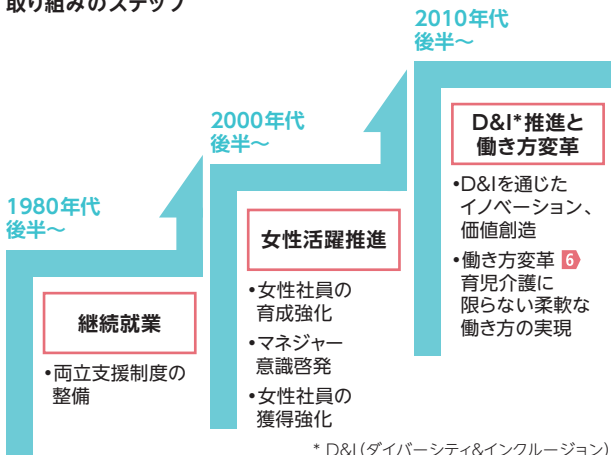 取り組みのステップ
1980年代
後半～
継続就業
•両立支援制度の
整備
2000年代
後半～
女性活躍推進
•女性社員の
育成強化
•マネジャー
意識啓発
•女性社員の
獲得強化
2010年代
後半～
D&I*推進と
働き方変革
•D&Iを通じた
イノベーション、
価値創造
•働き方変革 6
育児介護に
限らない柔軟な
働き方の実現
* D&I(ダイバーシティ&インクルージョン)